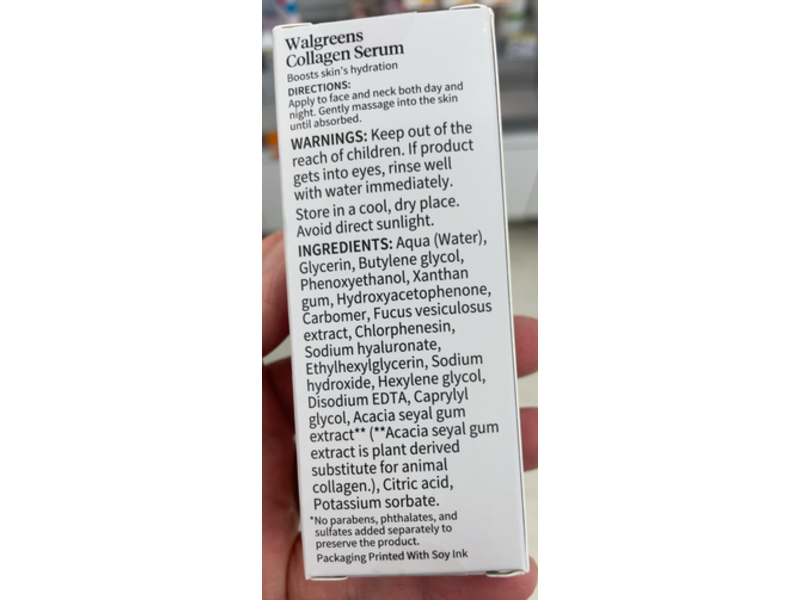 Walgreens
Collagen Serum
Boosts skin's hydration
DIRECTIONS:
Apply to face and neck both day and
night. Gently massage into the skin
until absorbed.
WARNINGS: Keep out of the
reach of children. If product
gets into eyes, rinse well
with water immediately.
Store in a cool, dry place.
Avoid direct sunlight.
INGREDIENTS: Aqua (Water),
Glycerin, Butylene glycol,
Phenoxyethanol, Xanthan
gum, Hydroxyacetophenone,
Carbomer, Fucus vesiculosus
extract, Chlorphenesin,
Sodium hyaluronate,
Ethylhexylglycerin, Sodium
hydroxide, Hexylene glycol,
Disodium EDTA, Caprylyl
glycol, Acacia seyal gum
extract** (**Acacia seyal gum
extract is plant derived
substitute for animal
collagen.), Citric acid,
Potassium sorbate.
*No parabens, phthalates, and
sulfates added separately to
preserve the product.
Packaging Printed With Soy Ink